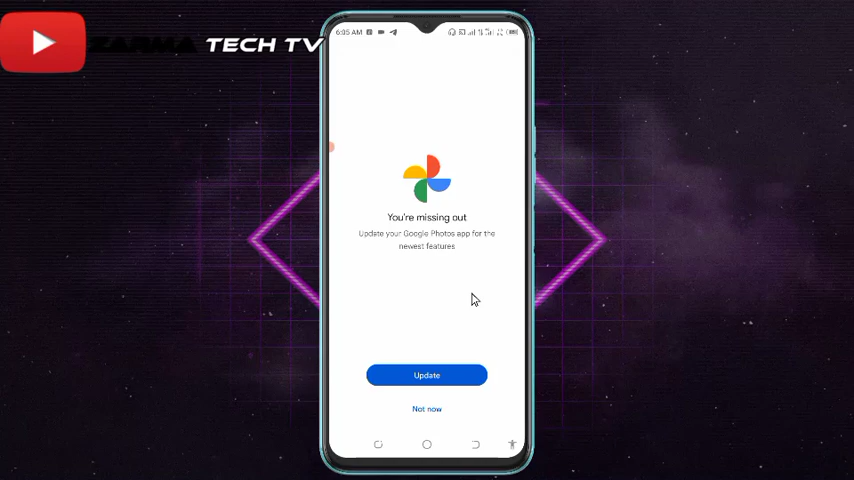 ZARMA TECH TV
6:35 AM
You're missing out
Update your Google Photos app for the
newest features
Update
Not now